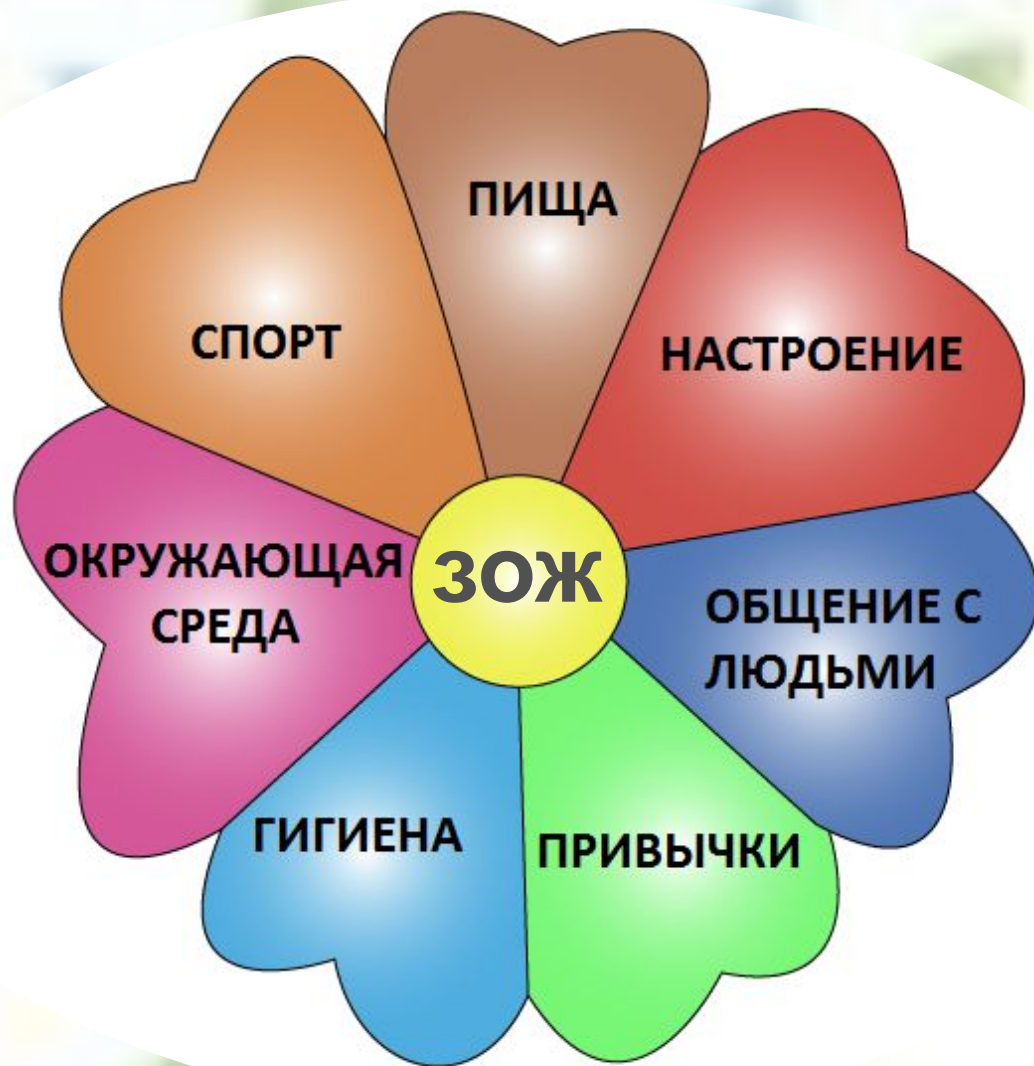 ПИЩА
СПОРТ
НАСТРОЕНИЕ
ОКРУЖАЮЩАЯ
СРЕДА
ЗОЖ
ОБЩЕНИЕ С
ЛЮДЬМИ
ГИГИЕНА
ПРИВЫЧКИ